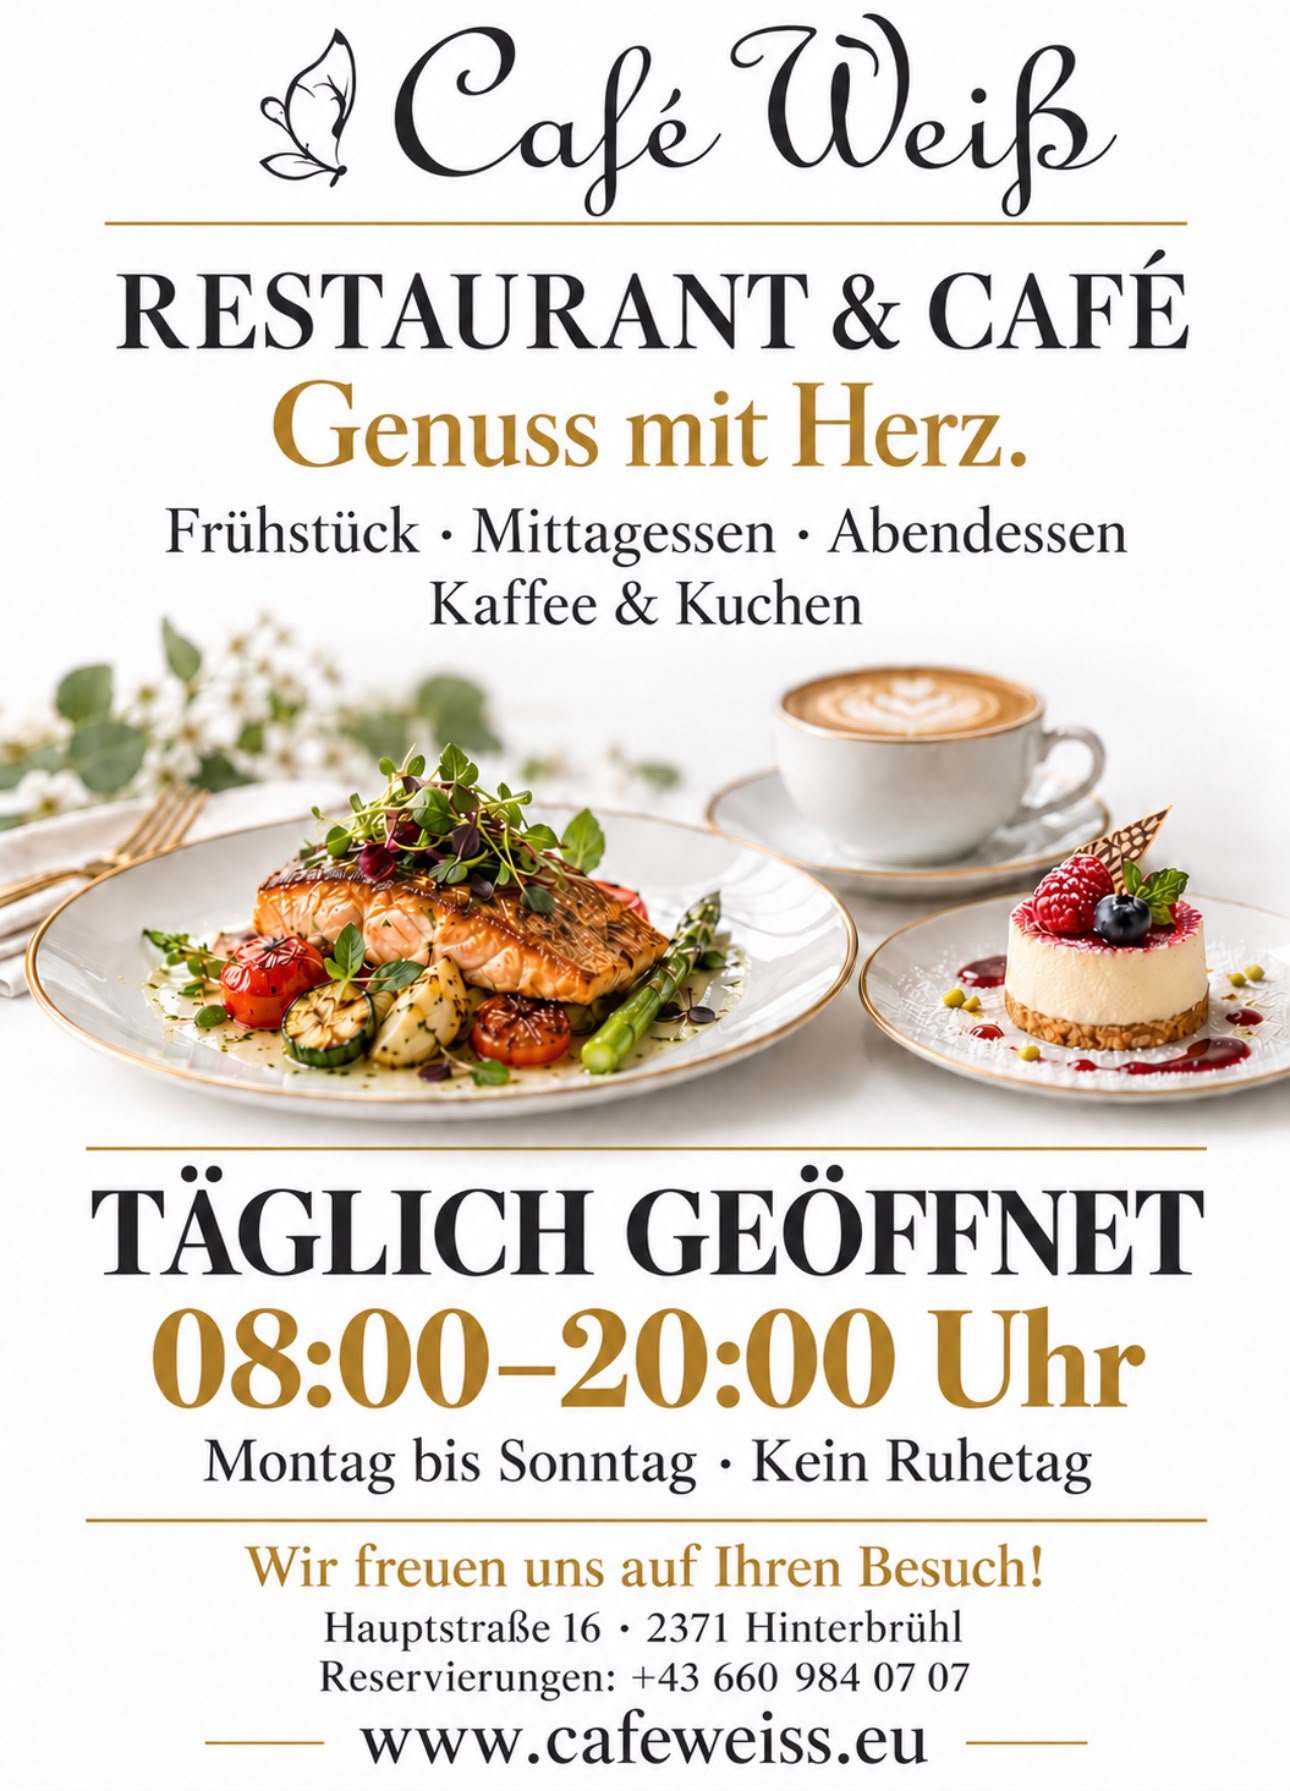 Café Weiß
RESTAURANT & CAFÉ
Genuss mit Herz.
Frühstück · Mittagessen · Abendessen
Kaffee & Kuchen
TÄGLICH GEÖFFNET
08:00–20:00 Uhr
Montag bis Sonntag · Kein Ruhetag
Wir freuen uns auf Ihren Besuch!
Hauptstraße 16 · 2371 Hinterbrühl
Reservierungen: +43 660 984 07 07
www.cafeweiss.eu